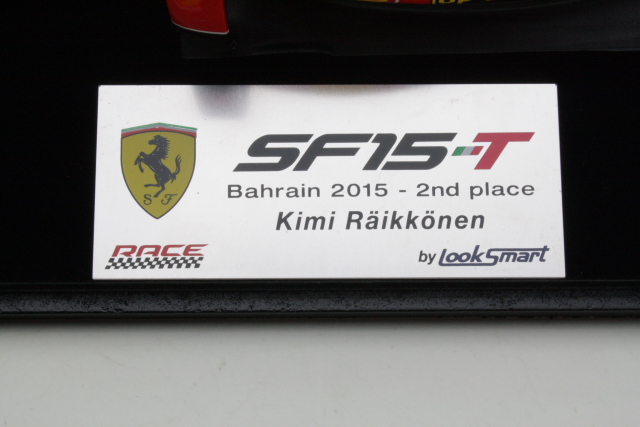 SF15-T
Bahrain 2015 - 2nd place
Kimi Räikkönen
S F
RACE
by LookSmart